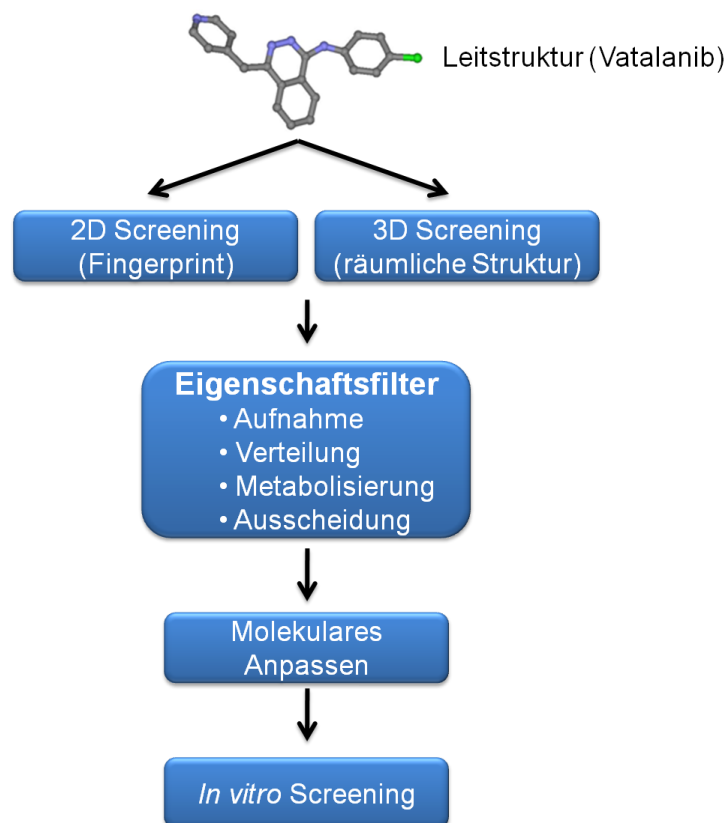 Leitstruktur (Vatalanib)
2D Screening
(Fingerprint)
3D Screening
(räumliche Struktur)
Eigenschaftsfilter
• Aufnahme
• Verteilung
• Metabolisierung
• Ausscheidung
Molekulares
Anpassen
In vitro Screening